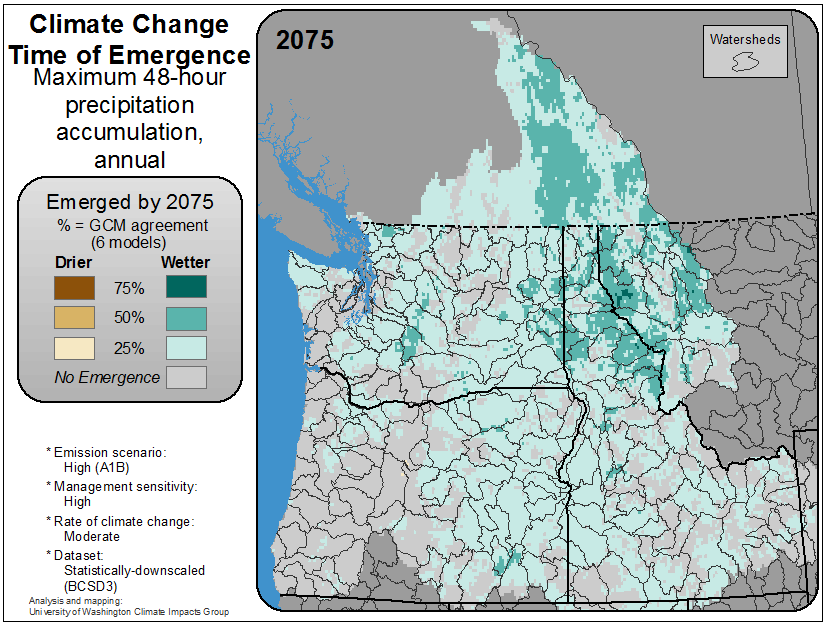 Climate Change
Time of Emergence
Maximum 48-hour
precipitation
accumulation,
annual
Emerged by 2075
% = GCM agreement
(6 models)
Drier Wetter
75%
50%
25%
No Emergence
* Emission scenario:
High (A1B)
* Management sensitivity:
High
* Rate of climate change:
Moderate
* Dataset:
Statistically-downscaled
(BCSD3)
Analysis and mapping:
University of Washington Climate Impacts Group
2075
Watersheds